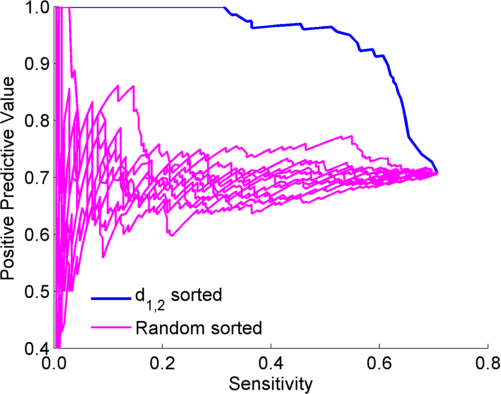 Positive Predictive Value
1.0
0.9
0.8
0.7
0.6
0.5
0.4
d1,2 sorted
Random sorted
0.0 0.2 0.4 0.6 0.8
Sensitivity